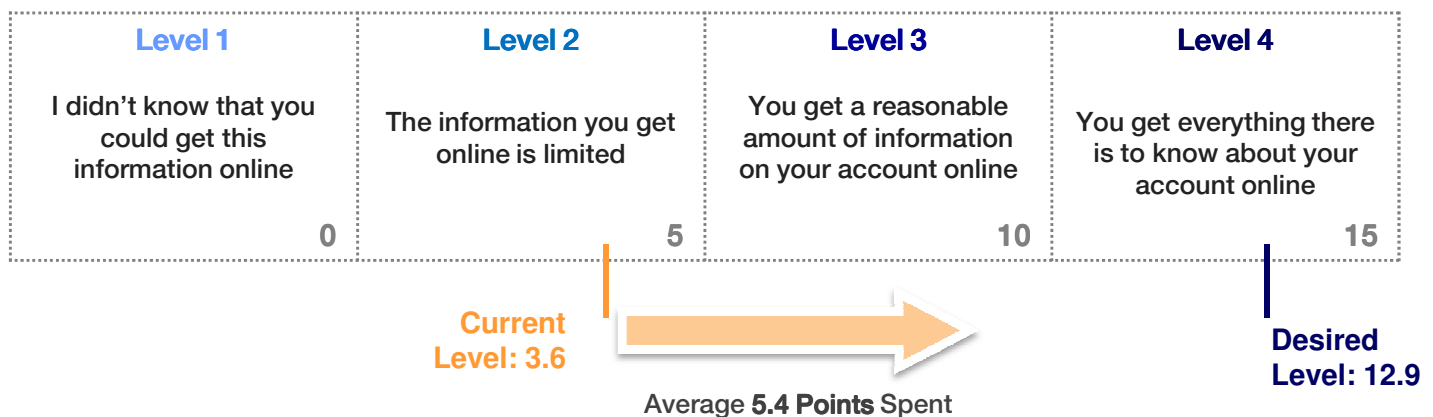 Level 1
I didn't know that you
could get this
information online
0
Level 2
The information you get
online is limited
5
Level 3
You get a reasonable
amount of information
on your account online
10
Level 4
You get everything there
is to know about your
account online
15
Current
Level: 3.6
Average 5.4 Points Spent
Desired
Level: 12.9